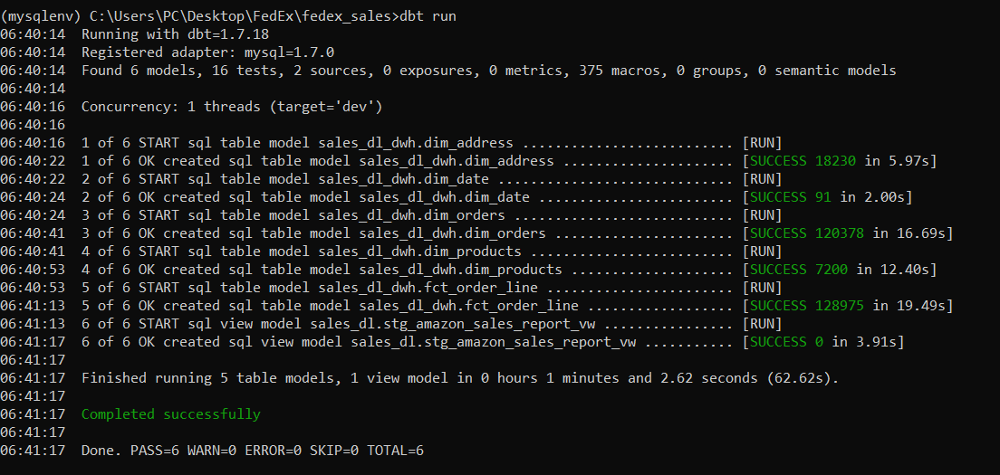 (mysqlenv) C:\Users\PC\Desktop\FedEx\fedex_sales>dbt run
06:40:14  Running with dbt=1.7.18
06:40:14  Registered adapter: mysql=1.7.0
06:40:14  Found 6 models, 16 tests, 2 sources, 0 exposures, 0 metrics, 375 macros, 0 groups, 0 semantic models
06:40:14
06:40:16  Concurrency: 1 threads (target='dev')
06:40:16
06:40:16  1 of 6 START sql table model sales_dl_dwh.dim_address .......................... [RUN]
06:40:22  1 of 6 OK created sql table model sales_dl_dwh.dim_address ..................... [SUCCESS 18230 in 5.97s]
06:40:22  2 of 6 START sql table model sales_dl_dwh.dim_date ............................. [RUN]
06:40:24  2 of 6 OK created sql table model sales_dl_dwh.dim_date ........................ [SUCCESS 91 in 2.00s]
06:40:24  3 of 6 START sql table model sales_dl_dwh.dim_orders ........................... [RUN]
06:40:41  3 of 6 OK created sql table model sales_dl_dwh.dim_orders ...................... [SUCCESS 120378 in 16.69s]
06:40:41  4 of 6 START sql table model sales_dl_dwh.dim_products ......................... [RUN]
06:40:53  4 of 6 OK created sql table model sales_dl_dwh.dim_products .................... [SUCCESS 7200 in 12.40s]
06:40:53  5 of 6 START sql table model sales_dl_dwh.fct_order_line ....................... [RUN]
06:41:13  5 of 6 OK created sql table model sales_dl_dwh.fct_order_line .................. [SUCCESS 128975 in 19.49s]
06:41:13  6 of 6 START sql view model sales_dl.stg_amazon_sales_report_vw ................ [RUN]
06:41:17  6 of 6 OK created sql view model sales_dl.stg_amazon_sales_report_vw ........... [SUCCESS 0 in 3.91s]
06:41:17
06:41:17  Finished running 5 table models, 1 view model in 0 hours 1 minutes and 2.62 seconds (62.62s).
06:41:17
06:41:17  Completed successfully
06:41:17
06:41:17  Done. PASS=6 WARN=0 ERROR=0 SKIP=0 TOTAL=6